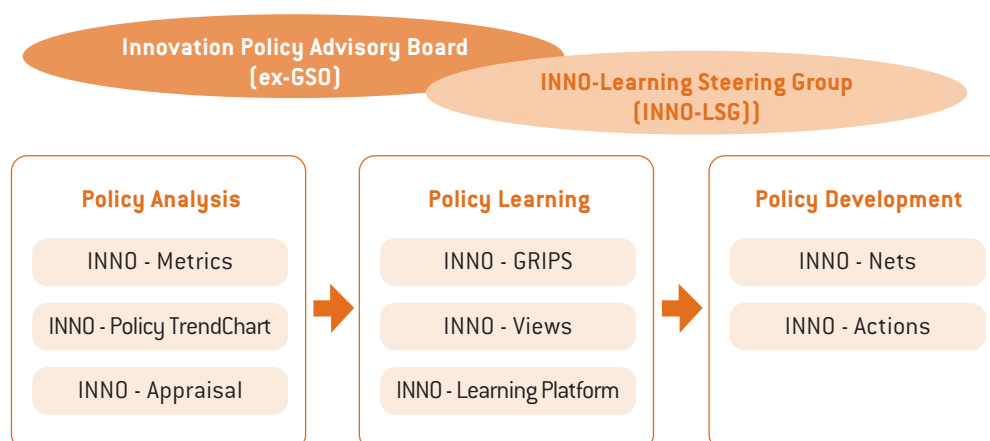 Innovation Policy Advisory Board
(ex-GSO)
INNO-Learning Steering Group
(INNO-LSG))
Policy Analysis
INNO - Metrics
INNO - Policy TrendChart
INNO - Appraisal
Policy Learning
INNO - GRIPS
INNO - Views
INNO - Learning Platform
Policy Development
INNO - Nets
INNO - Actions